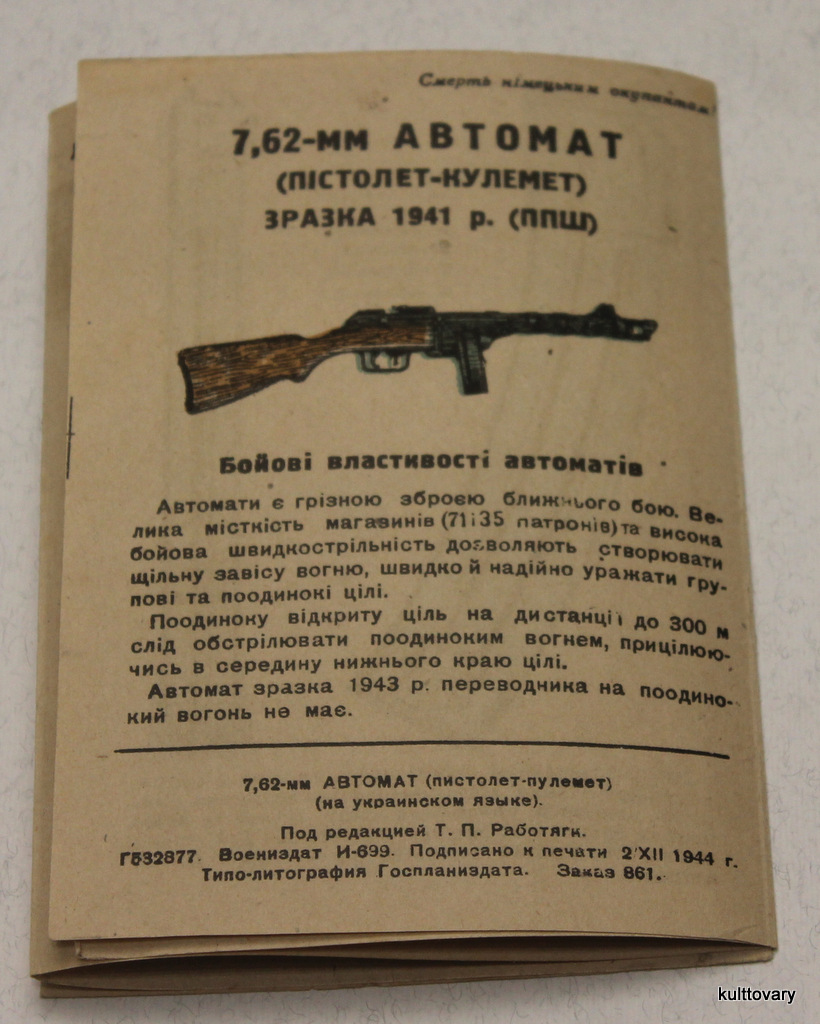 Смерть німецьким окупантам!
7,62-мм АВТОМАТ
(ПІСТОЛЕТ-КУЛЕМЕТ)
ЗРАЗКА 1941 р. (ППШ)
Бойові властивості автоматів
Автомати є грізною зброєю ближнього бою. Ве-
лика місткість магазинів (71 і 35 патронів) та висока
бойова швидкострільність дозволяють створювати
щільну завісу вогню, швидко й надійно уражати гру-
пові та поодинокі цілі.
Поодиноку відкриту ціль на дистанції до 300 м
слід обстрілювати поодиноким вогнем, прицілюю-
чись в середину нижнього краю цілі.
Автомат зразка 1943 р. переводника на поодино-
кий вогонь не має.
7,62-мм АВТОМАТ (пистолет-пулемет)
(на украинском языке).
Под редакцией Т. П. Работяги.
Г532877. Воениздат И-699. Подписано к печати 2 XII 1944 г.
Типо-литография Госпланиздата. Заказ 861.
kulttovary